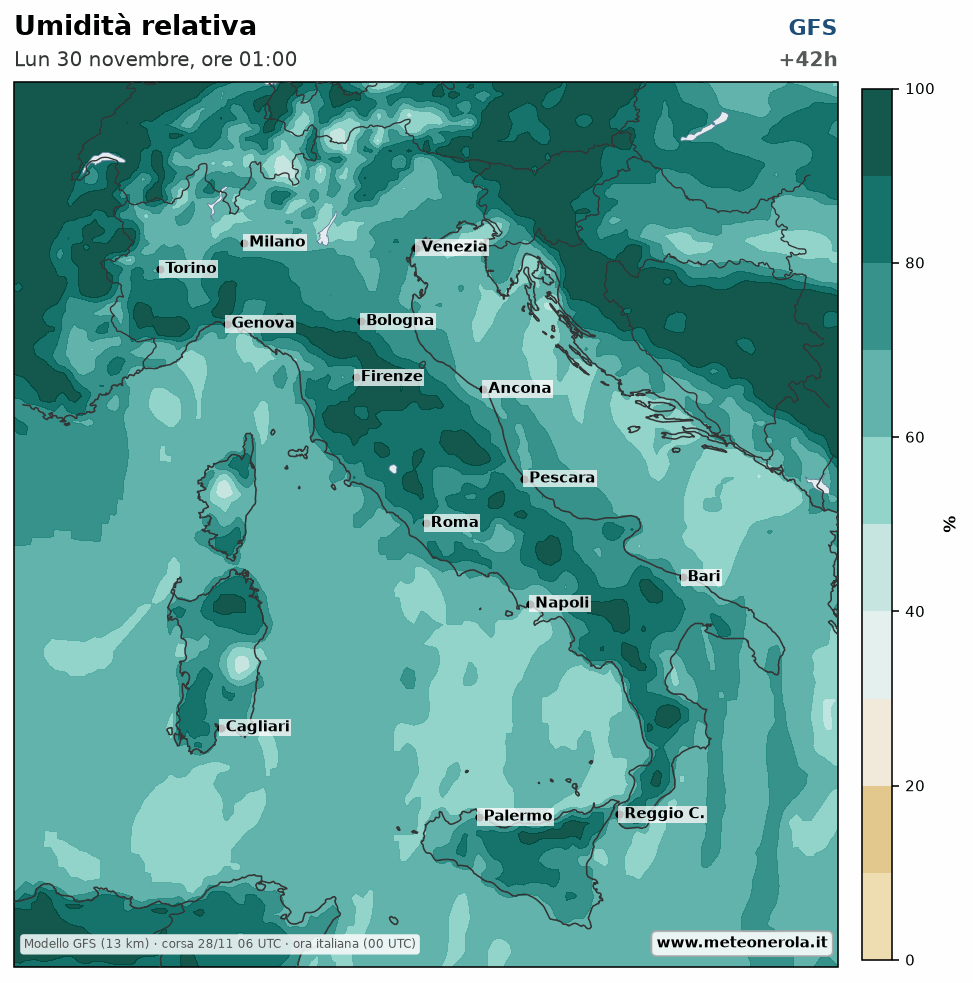 Umidità relativa
GFS
Lun 30 novembre, ore 01:00
+42h
100
80
60
40
20
0
%
Milano
Venezia
Torino
Genova
Bologna
Firenze
Ancona
Pescara
Roma
Bari
Napoli
Cagliari
Palermo
Reggio C.
Modello GFS (13 km) · corsa 28/11 06 UTC · ora italiana (00 UTC)
www.meteonerola.it